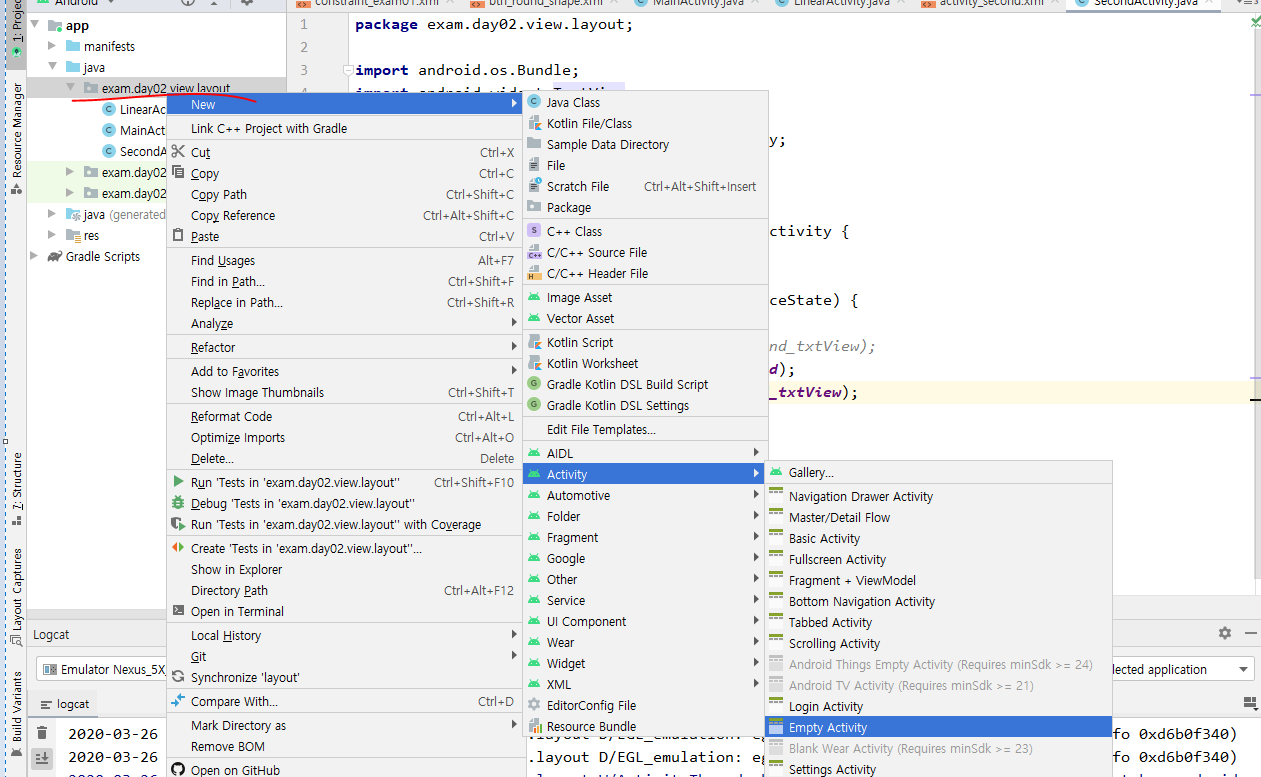 Android
constraint_exam01.xml
btn_round_shape.xml
MainActivity.java
LinearActivity.java
activity_second.xml
SecondActivity.java
1: Project
Resource Manager
7: Structure
Layout Captures
Build Variants
app
manifests
java
exam.day02.view.layout
LinearAc
MainAct
SecondA
exam.day02
exam.day02
java (generated
res
Gradle Scripts
1
package exam.day02.view.layout;
2
3
import android.os.Bundle;
4
import android.widget.TextView
y;
ctivity {
ceState) {
nd_txtView);
d);
_txtView);
New
Link C++ Project with Gradle
Cut Ctrl+X
Copy Ctrl+C
Copy Path Ctrl+Shift+C
Copy Reference Ctrl+Alt+Shift+C
Paste Ctrl+V
Find Usages Alt+F7
Find in Path... Ctrl+Shift+F
Replace in Path... Ctrl+Shift+R
Analyze
Refactor
Add to Favorites
Show Image Thumbnails Ctrl+Shift+T
Reformat Code Ctrl+Alt+L
Optimize Imports Ctrl+Alt+O
Delete... Delete
Run 'Tests in 'exam.day02.view.layout'' Ctrl+Shift+F10
Debug 'Tests in 'exam.day02.view.layout''
Run 'Tests in 'exam.day02.view.layout'' with Coverage
Create 'Tests in 'exam.day02.view.layout''...
Show in Explorer
Directory Path Ctrl+Alt+F12
Open in Terminal
Local History
Git
Synchronize 'layout'
Compare With... Ctrl+D
Mark Directory as
Remove BOM
Open on GitHub
Java Class
Kotlin File/Class
Sample Data Directory
File
Scratch File Ctrl+Alt+Shift+Insert
Package
C++ Class
C/C++ Source File
C/C++ Header File
Image Asset
Vector Asset
Kotlin Script
Kotlin Worksheet
Gradle Kotlin DSL Build Script
Gradle Kotlin DSL Settings
Edit File Templates...
AIDL
Activity
Automotive
Folder
Fragment
Google
Other
Service
UI Component
Wear
Widget
XML
EditorConfig File
Resource Bundle
Gallery...
Navigation Drawer Activity
Master/Detail Flow
Basic Activity
Fullscreen Activity
Fragment + ViewModel
Bottom Navigation Activity
Tabbed Activity
Scrolling Activity
Android Things Empty Activity (Requires minSdk >= 24)
Android TV Activity (Requires minSdk >= 21)
Login Activity
Empty Activity
Blank Wear Activity (Requires minSdk >= 23)
Settings Activity
Logcat
Emulator Nexus_5X
lected application
logcat
2020-03-26
.layout D/EGL_emulation: eg
fo 0xd6b0f340)
2020-03-26
.layout D/EGL_emulation: eg
fo 0xd6b0f340)